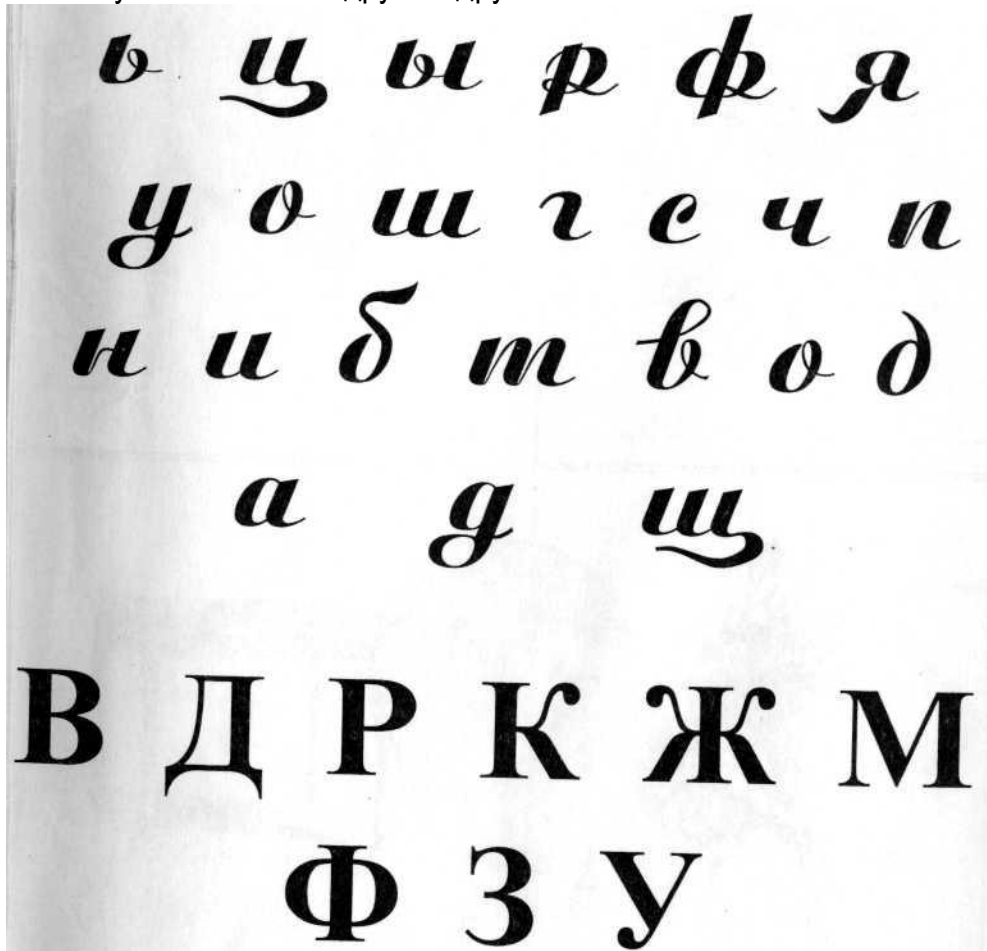 ь ц ы р ф я
у о ш г с ч п
н и б т в о д
а д щ
В Д Р К Ж М
Ф З У